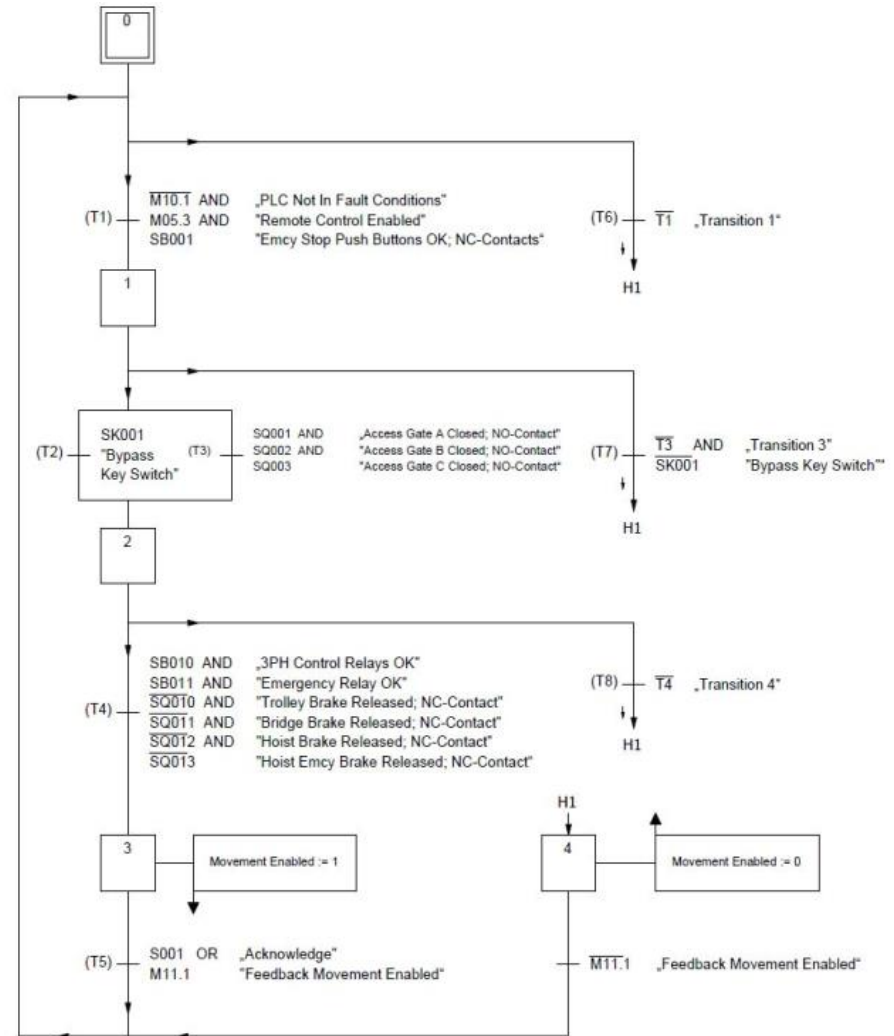 0
(T1)
M10.1 AND „PLC Not In Fault Conditions"
M05.3 AND "Remote Control Enabled"
SB001 "Emcy Stop Push Buttons OK; NC-Contacts“
(T6) T1 „Transition 1“
H1
1
(T2)
SK001
"Bypass
Key Switch"
(T3)
SQ001 AND „Access Gate A Closed; NO-Contact"
SQ002 AND "Access Gate B Closed; NO-Contact"
SQ003 "Access Gate C Closed; NO-Contact"
(T7) T3 AND „Transition 3"
SK001 "Bypass Key Switch"“
H1
2
(T4)
SB010 AND „3PH Control Relays OK"
SB011 AND "Emergency Relay OK"
SQ010 AND "Trolley Brake Released; NC-Contact"
SQ011 AND "Bridge Brake Released; NC-Contact"
SQ012 AND "Hoist Brake Released; NC-Contact"
SQ013 "Hoist Emcy Brake Released; NC-Contact"
(T8) T4 „Transition 4"
H1
3
Movement Enabled := 1
H1
4
Movement Enabled := 0
(T5)
S001 OR „Acknowledge"
M11.1 "Feedback Movement Enabled"
M11.1 „Feedback Movement Enabled"